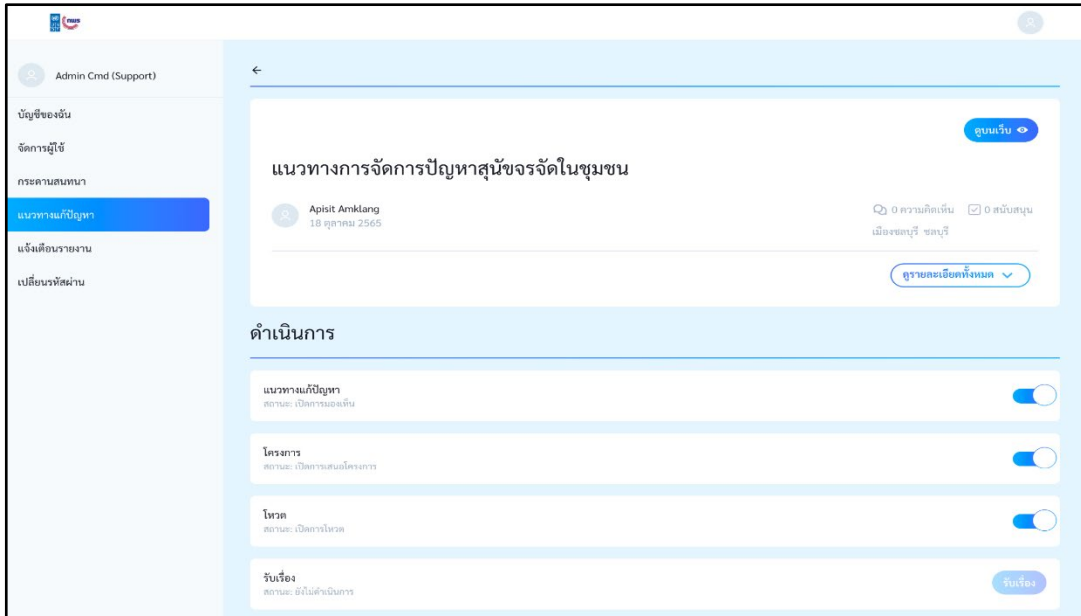 กพส
Admin Cmd (Support)
บัญชีของฉัน
จัดการผู้ใช้
กระดานสนทนา
แนวทางแก้ปัญหา
แจ้งเตือนรายงาน
เปลี่ยนรหัสผ่าน
ดูบนเว็บ
แนวทางการจัดการปัญหาสุนัขจรจัดในชุมชน
Apisit Amklang
18 ตุลาคม 2565
0 ความคิดเห็น 0 สนับสนุน
เมืองชลบุรี ชลบุรี
ดูรายละเอียดทั้งหมด
ดำเนินการ
แนวทางแก้ปัญหา
สถานะ: เปิดการมองเห็น
โครงการ
สถานะ: เปิดการเสนอโครงการ
โหวต
สถานะ: เปิดการโหวต
รับเรื่อง
สถานะ: ยังไม่ดำเนินการ
รับเรื่อง